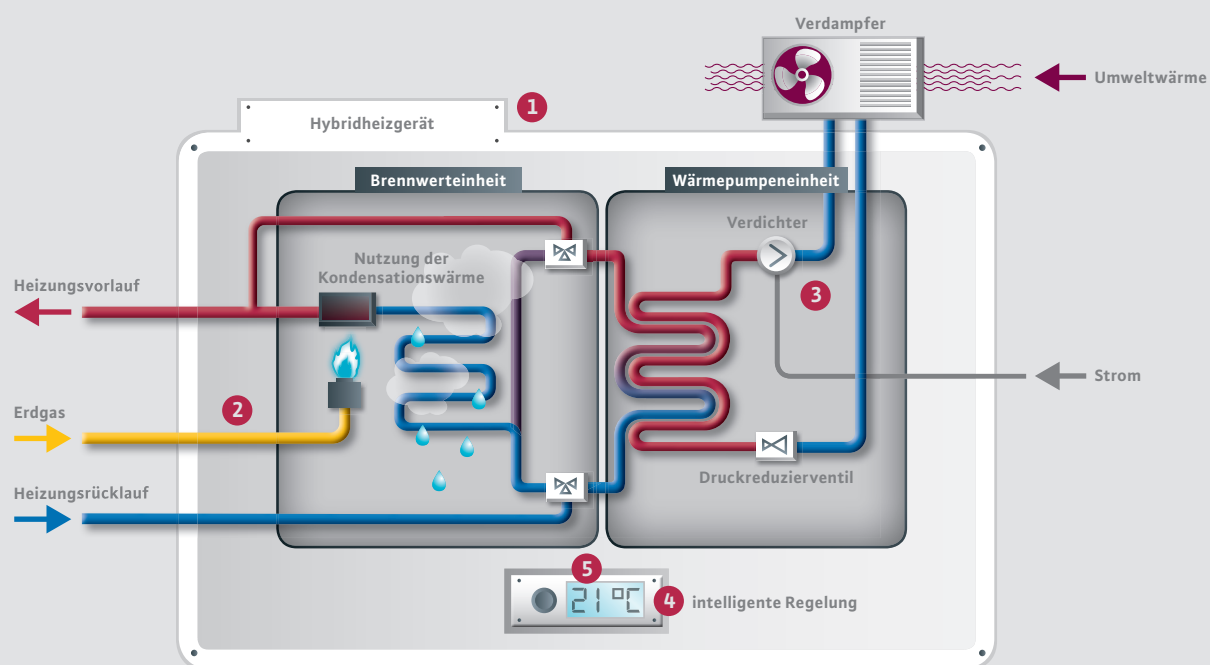 Verdampfer
Umweltwärme
1
Hybridheizgerät
Brennwerteinheit
Wärmepumpeneinheit
Verdichter
Nutzung der
Kondensationswärme
Heizungsvorlauf
3
Strom
2
Erdgas
Druckreduzierventil
Heizungsrücklauf
5
21 °C
4
intelligente Regelung